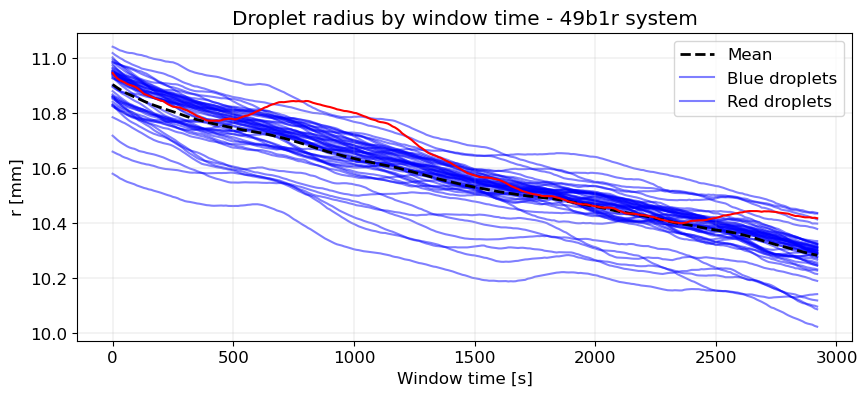 Droplet radius by window time - 49b1r system
r [mm]
11.0
10.8
10.6
10.4
10.2
10.0
Mean
Blue droplets
Red droplets
0 500 1000 1500 2000 2500 3000
Window time [s]